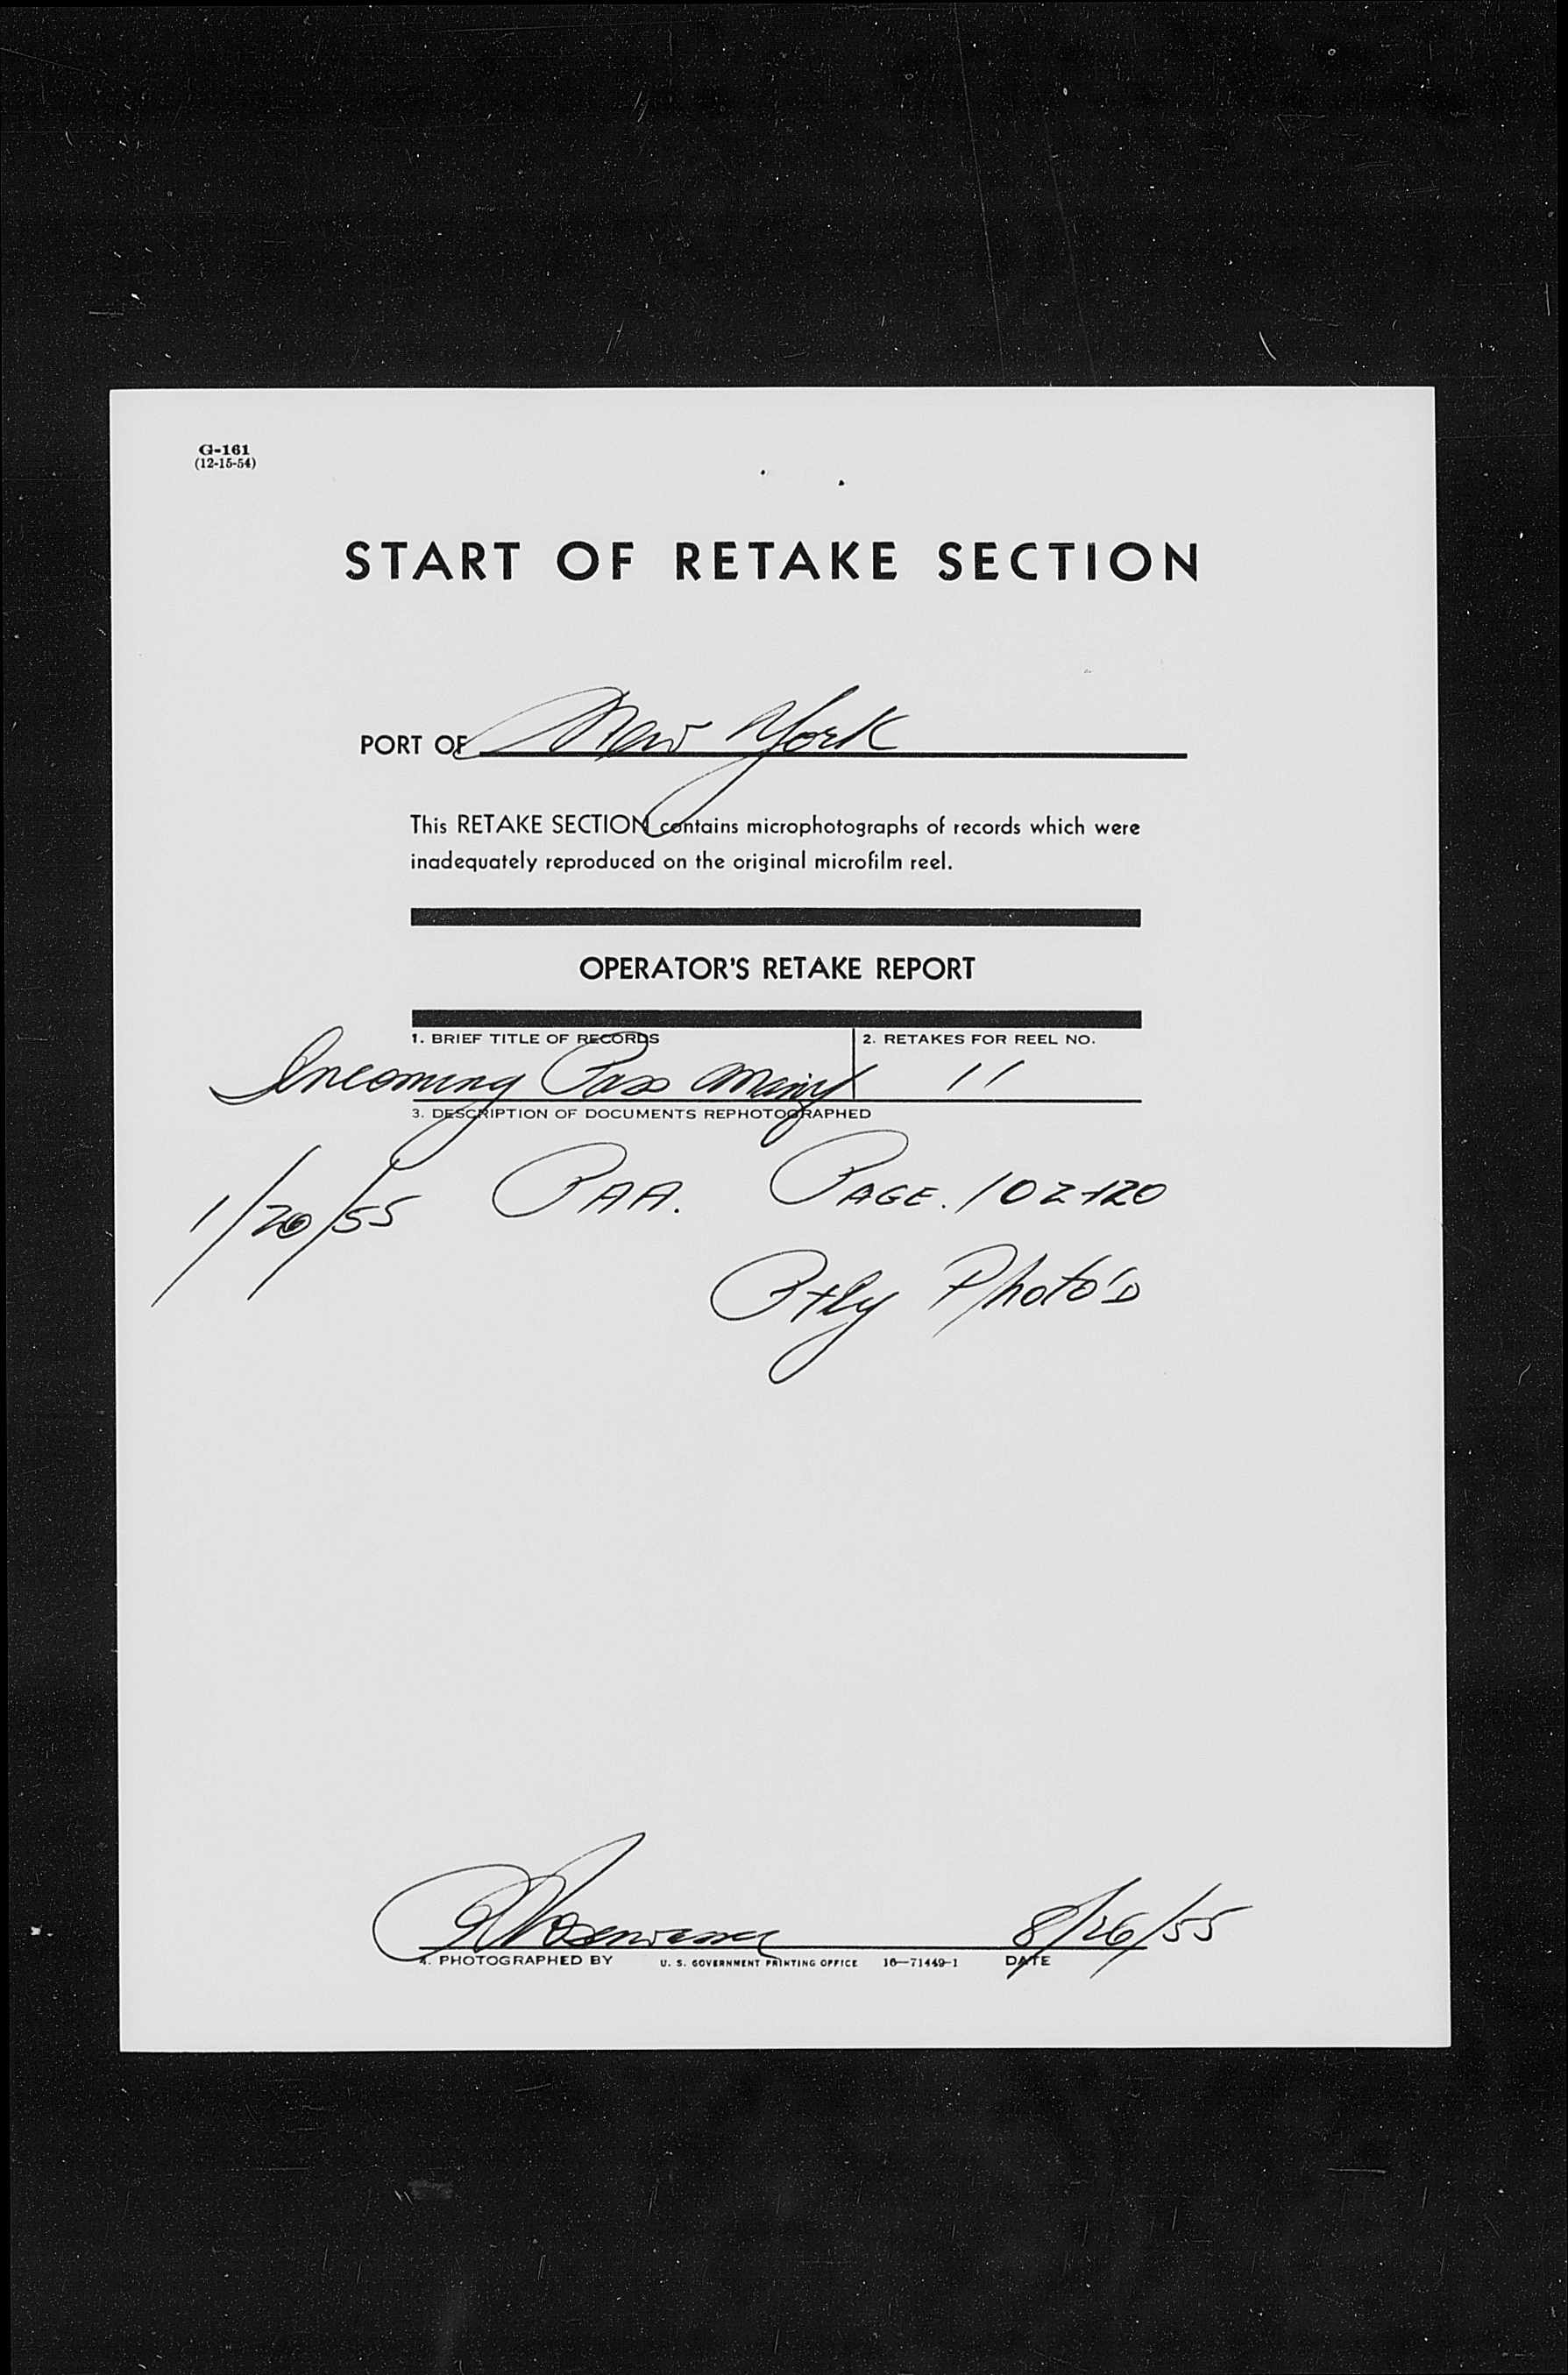 G-161
(12-15-54)
START OF RETAKE SECTION
PORT OF New York
This RETAKE SECTION contains microphotographs of records which were
inadequately reproduced on the original microfilm reel.
OPERATOR'S RETAKE REPORT
1. BRIEF TITLE OF RECORDS 2. RETAKES FOR REEL NO.
Incoming Pass 11
3. DESCRIPTION OF DOCUMENTS REPHOTOGRAPHED
1/20/55 PAA. PAGE. 102-120
Ptly Photo'D
8/26/55
4. PHOTOGRAPHED BY U. S. GOVERNMENT PRINTING OFFICE 16—71449-1 DATE